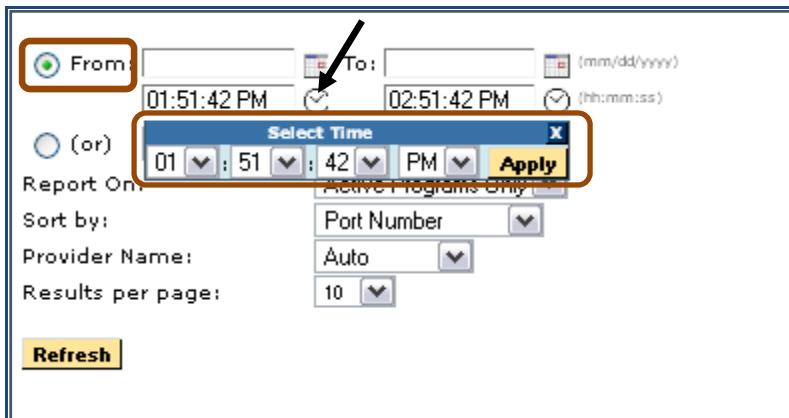 From: To: (mm/dd/yyyy)
01:51:42 PM 02:51:42 PM (hh:mm:ss)
Select Time X
(or)
01 : 51 : 42 PM Apply
Report On: Active Programs Only
Sort by: Port Number
Provider Name: Auto
Results per page: 10
Refresh